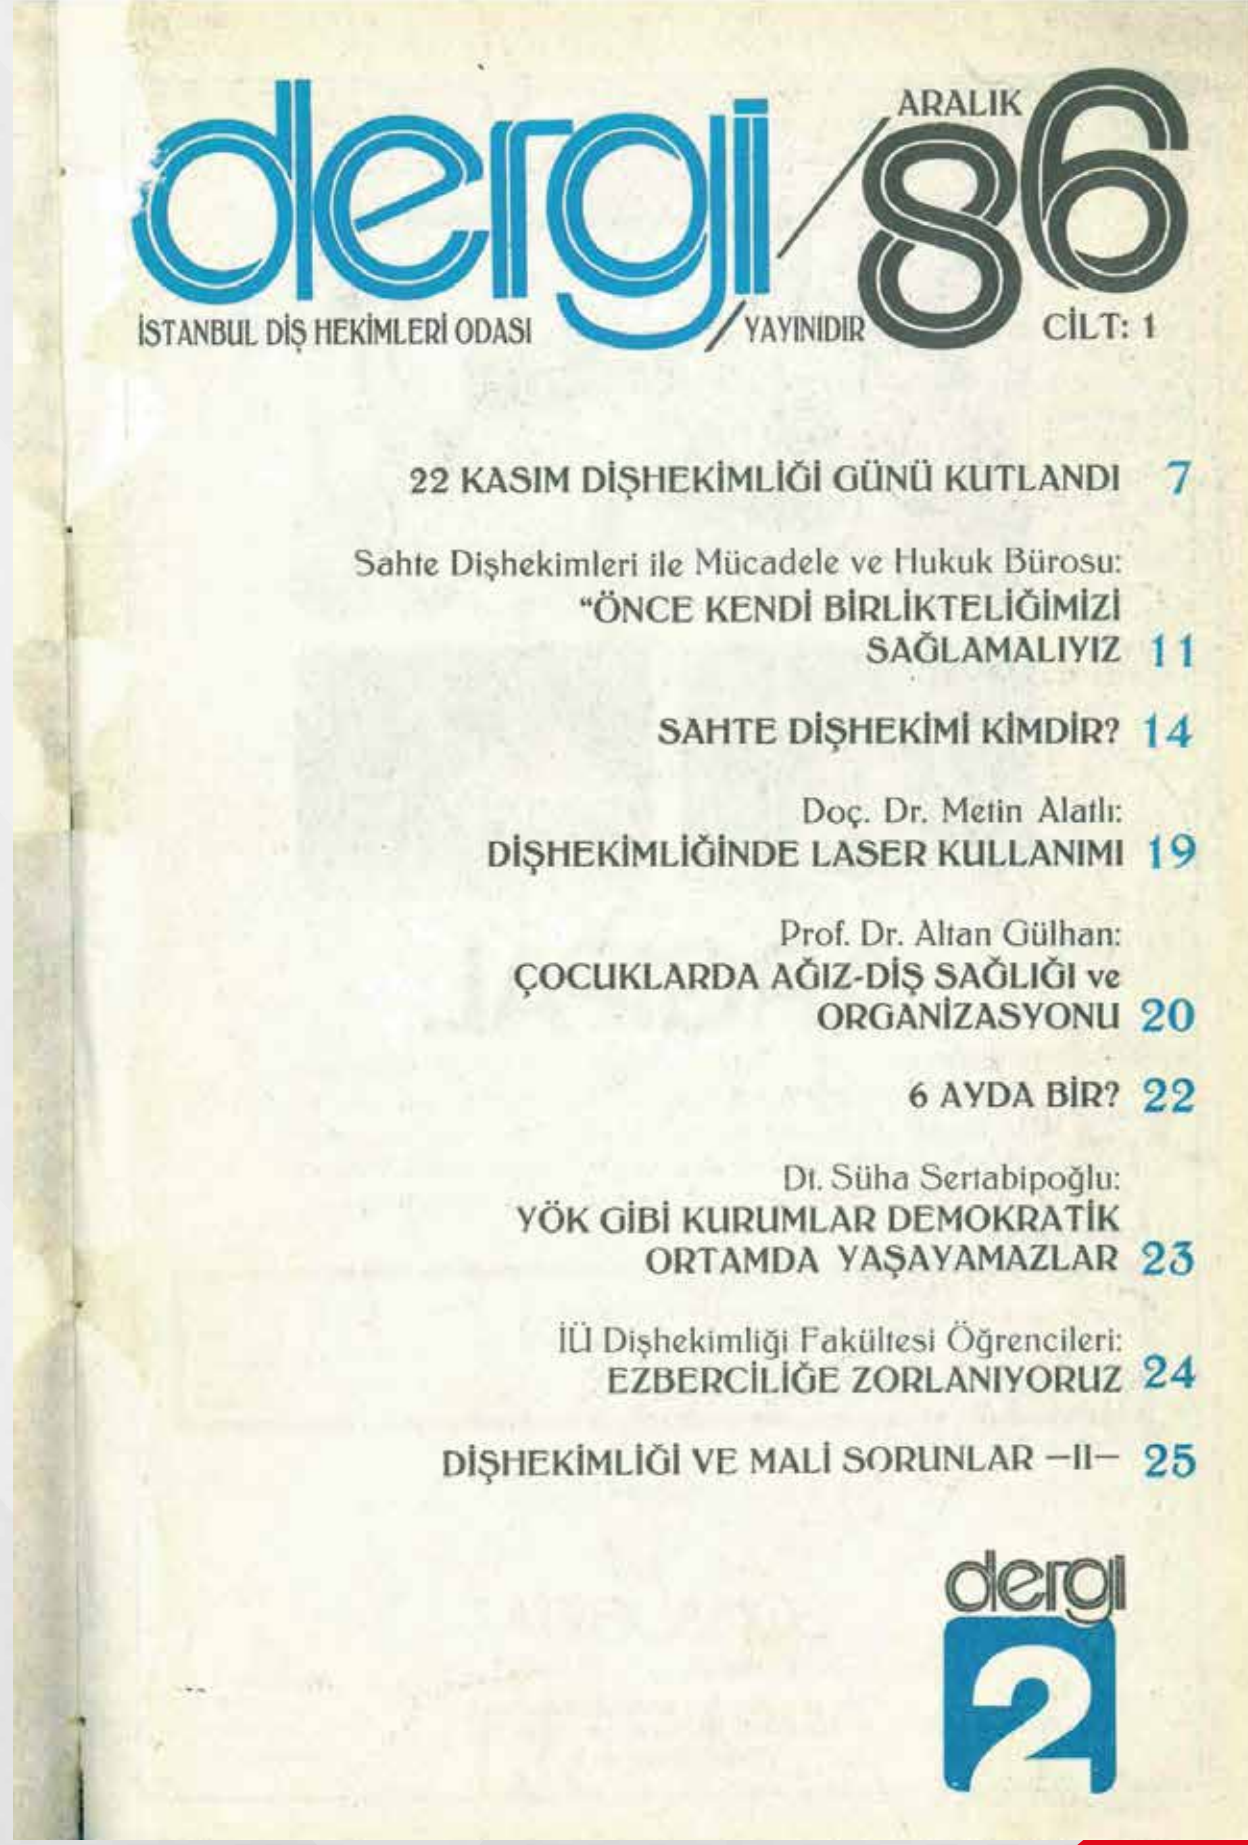 dergi/86
ARALIK
İSTANBUL DİŞ HEKİMLERİ ODASI / YAYINIDIR
CİLT: 1
22 KASIM DİŞHEKİMLİĞİ GÜNÜ KUTLANDI 7
Sahte Dişhekimleri ile Mücadele ve Hukuk Bürosu:
“ÖNCE KENDİ BİRLİKTELİĞİMİZİ
SAĞLAMALIYIZ 11
SAHTE DİŞHEKİMİ KİMDİR? 14
Doç. Dr. Metin Alatlı:
DİŞHEKİMLİĞİNDE LASER KULLANIMI 19
Prof. Dr. Altan Gülhan:
ÇOCUKLARDA AĞIZ-DİŞ SAĞLIĞI ve
ORGANİZASYONU 20
6 AYDA BİR? 22
Dt. Süha Sertabipoğlu:
YÖK GİBİ KURUMLAR DEMOKRATİK
ORTAMDA YAŞAYAMAZLAR 23
İÜ Dişhekimliği Fakültesi Öğrencileri:
EZBERCİLİĞE ZORLANIYORUZ 24
DİŞHEKİMLİĞİ VE MALİ SORUNLAR —II— 25
dergi
2